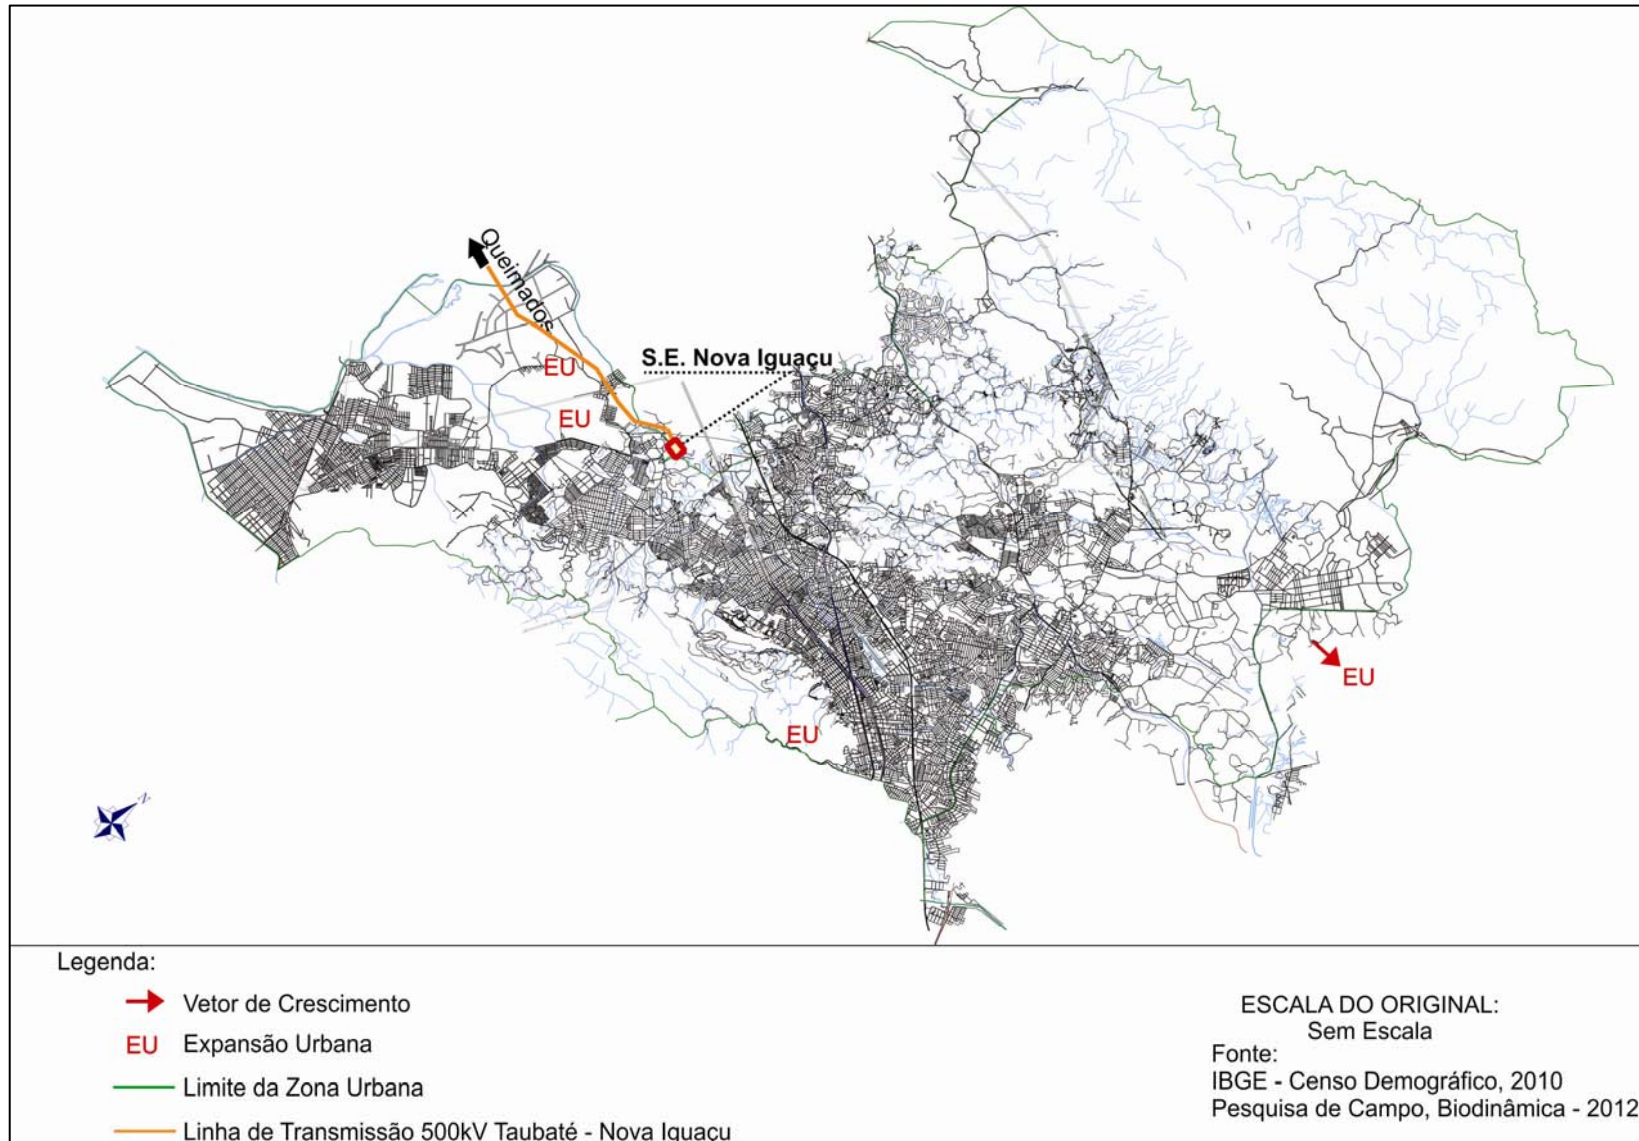 Queimados
S.E. Nova Iguaçu
EU
EU
EU
EU
N
Legenda:
Vetor de Crescimento
EU Expansão Urbana
Limite da Zona Urbana
Linha de Transmissão 500kV Taubaté - Nova Iguaçu
ESCALA DO ORIGINAL:
Sem Escala
Fonte:
IBGE - Censo Demográfico, 2010
Pesquisa de Campo, Biodinâmica - 2012